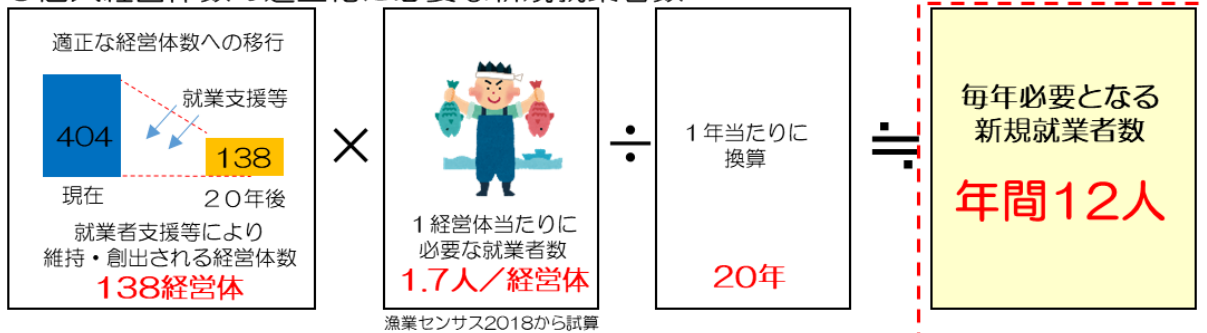 適正な経営体数への移行
就業支援等
404
138
現在
20年後
就業者支援等により
維持・創出される経営体数
138経営体
×
1経営体当たりに
必要な就業者数
1.7人／経営体
漁業センサス2018から試算
÷
1年当たりに
換算
20年
≒
毎年必要となる
新規就業者数
年間12人